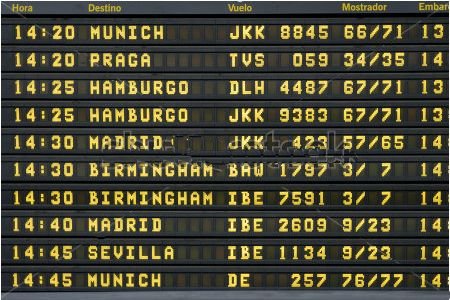 Hora Destino Vuelo Mostrador Embar
14:20 MUNICH JKK 8845 66/71 13
14:20 PRAGA TVS 059 34/35 14
14:25 HAMBURGO DLH 4487 67/71 13
14:25 HAMBURGO JKK 9383 67/71 13
14:30 MADRID JKK 423 57/65 14
14:30 BIRMINGHAM BAW 1797 3/ 7 14
14:30 BIRMINGHAM IBE 7591 3/ 7 14
14:40 MADRID IBE 2609 9/23 14
14:45 SEVILLA IBE 1134 9/23 14
14:45 MUNICH DE 257 76/77 14